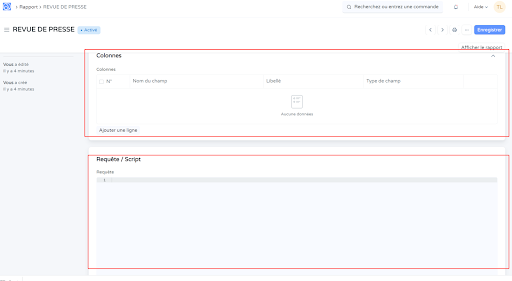 Rapport › REVUE DE PRESSE
Recherchez ou entrez une commande
Aide
TL
REVUE DE PRESSE
Active
Enregistrer
Afficher le rapport
Vous a édité
il y a 4 minutes
Vous a créé
il y a 4 minutes
Colonnes
Colonnes
N°
Nom du champ
Libellé
Type de champ
Aucune données
Ajouter une ligne
Requête / Script
Requête
1